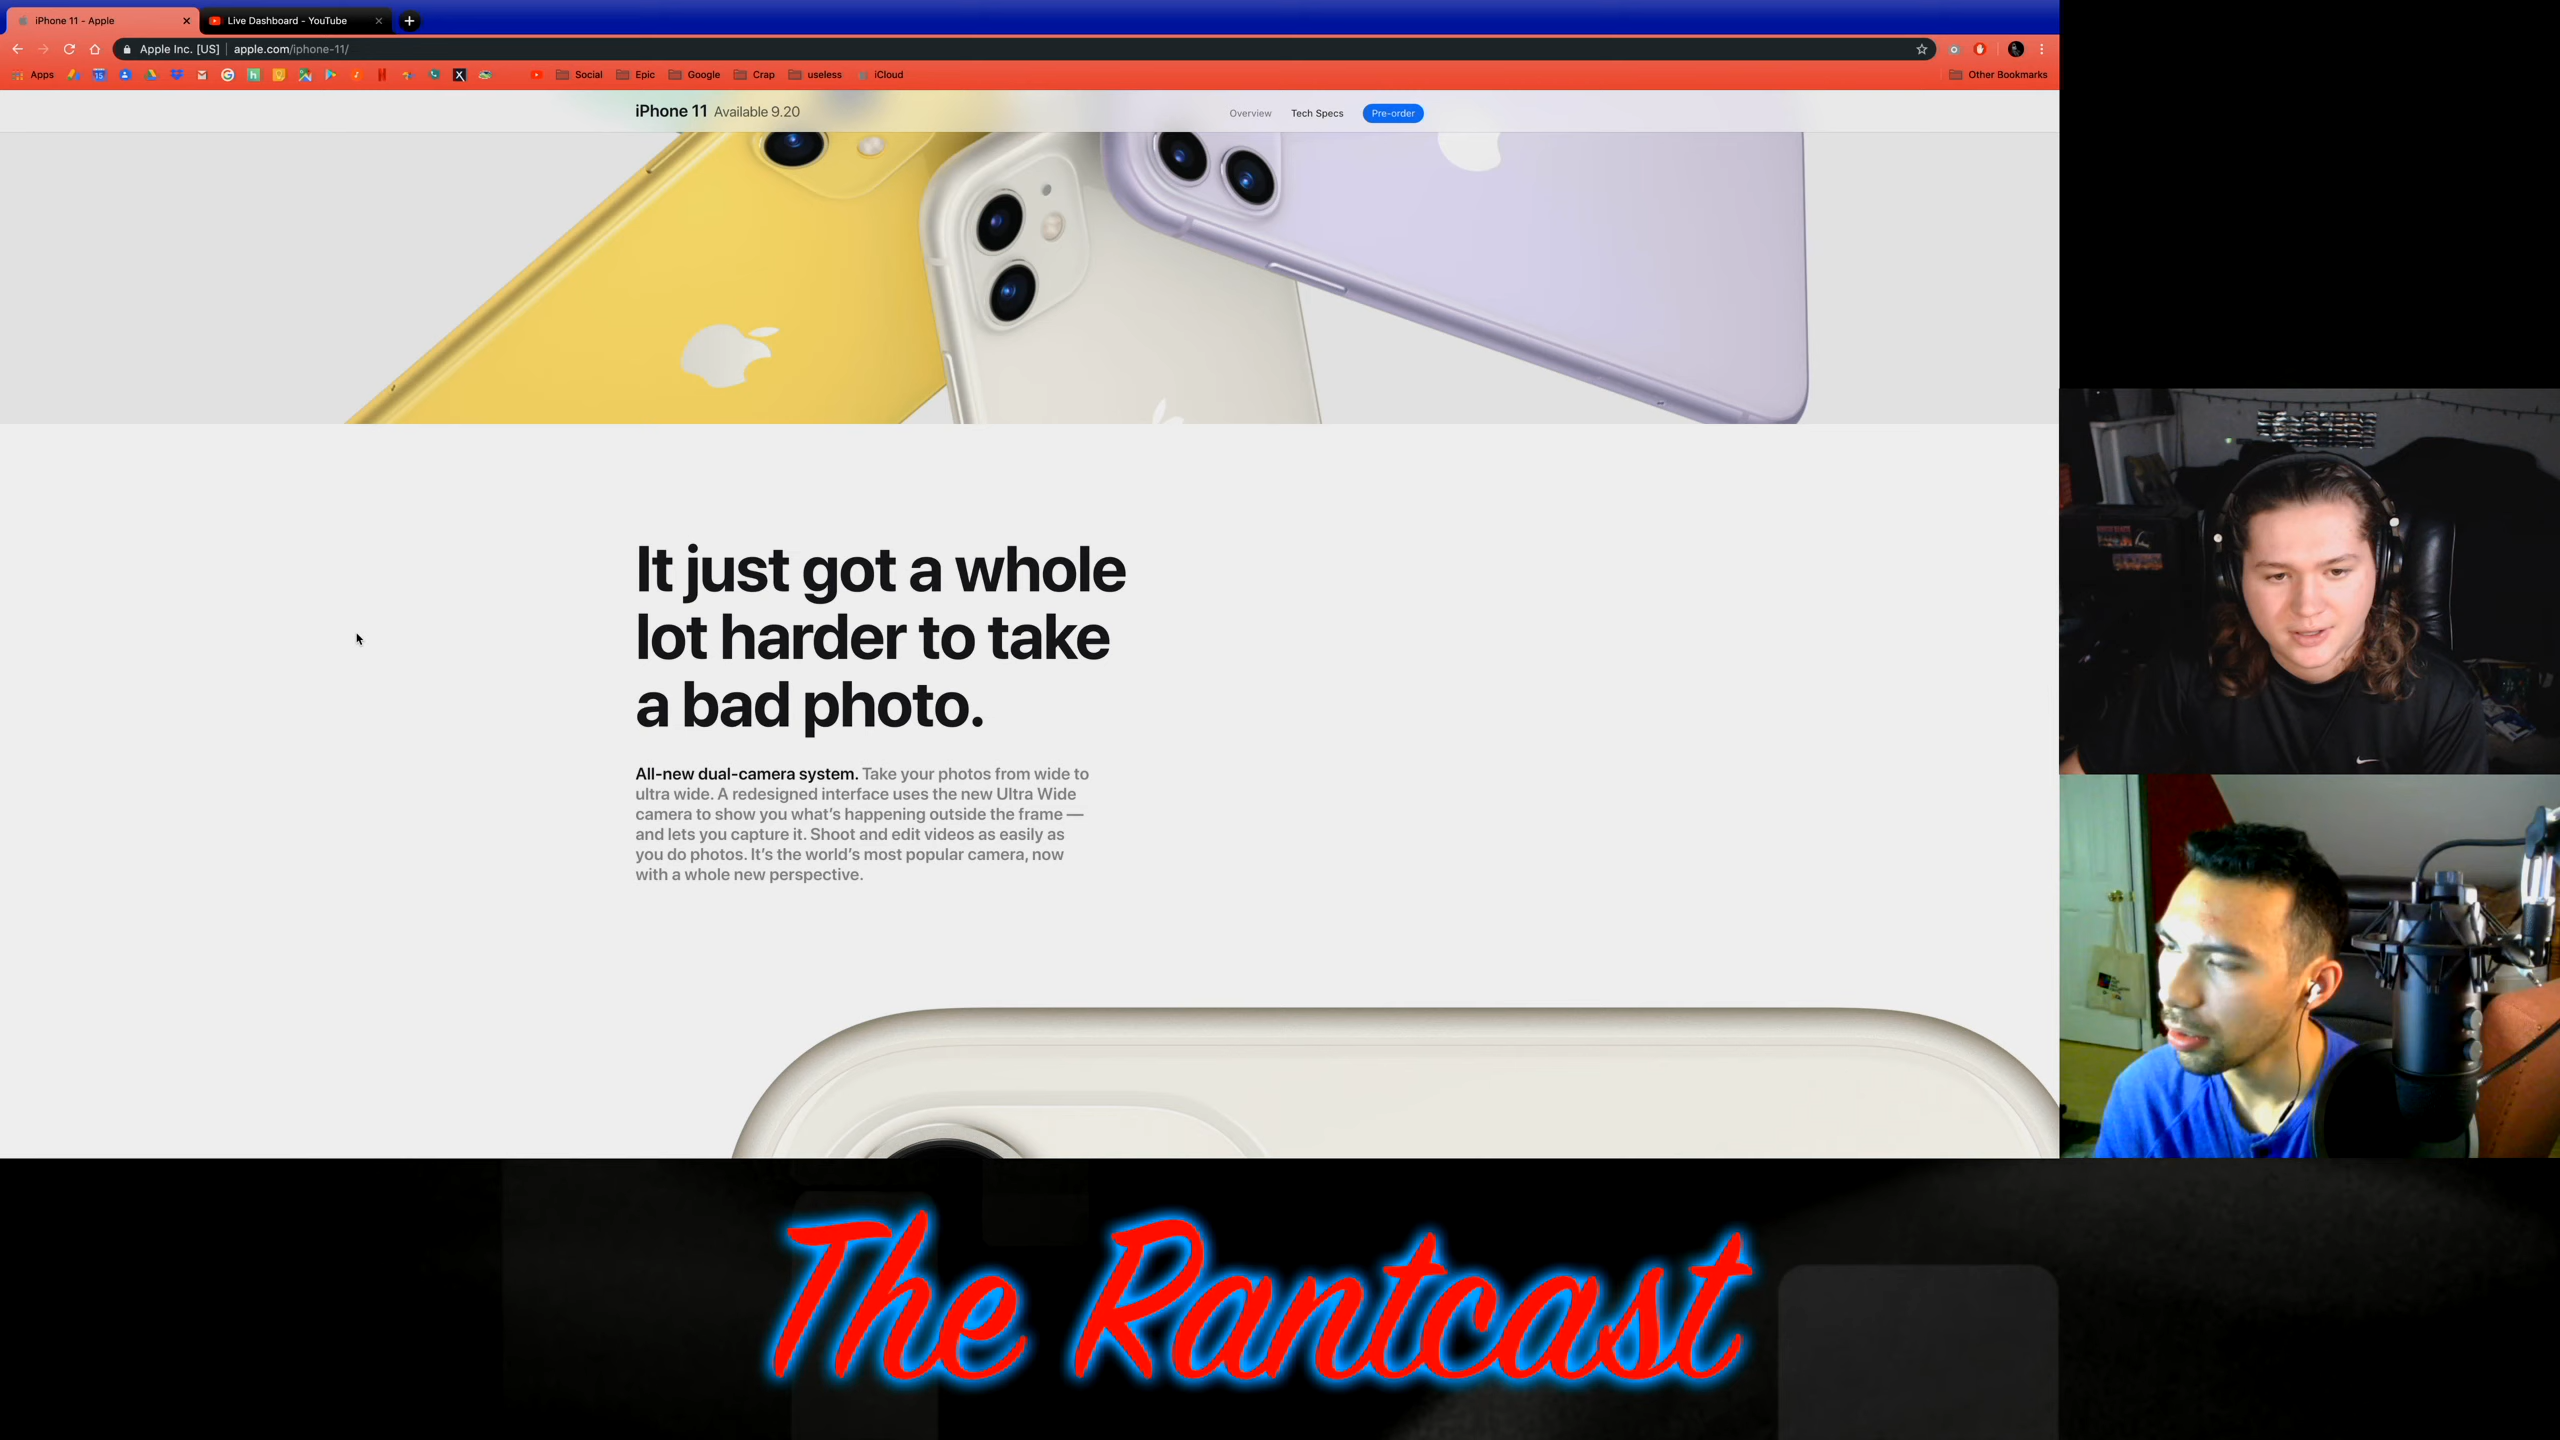 iPhone 11 - Apple
Live Dashboard - YouTube
Apple Inc. [US] | apple.com/iphone-11/
Apps
Social
Epic
Google
Crap
useless
iCloud
Other Bookmarks
iPhone 11 Available 9.20
Overview
Tech Specs
Pre-order
It just got a whole
lot harder to take
a bad photo.
All-new dual-camera system. Take your photos from wide to
ultra wide. A redesigned interface uses the new Ultra Wide
camera to show you what's happening outside the frame —
and lets you capture it. Shoot and edit videos as easily as
you do photos. It's the world's most popular camera, now
with a whole new perspective.
The Rantcast